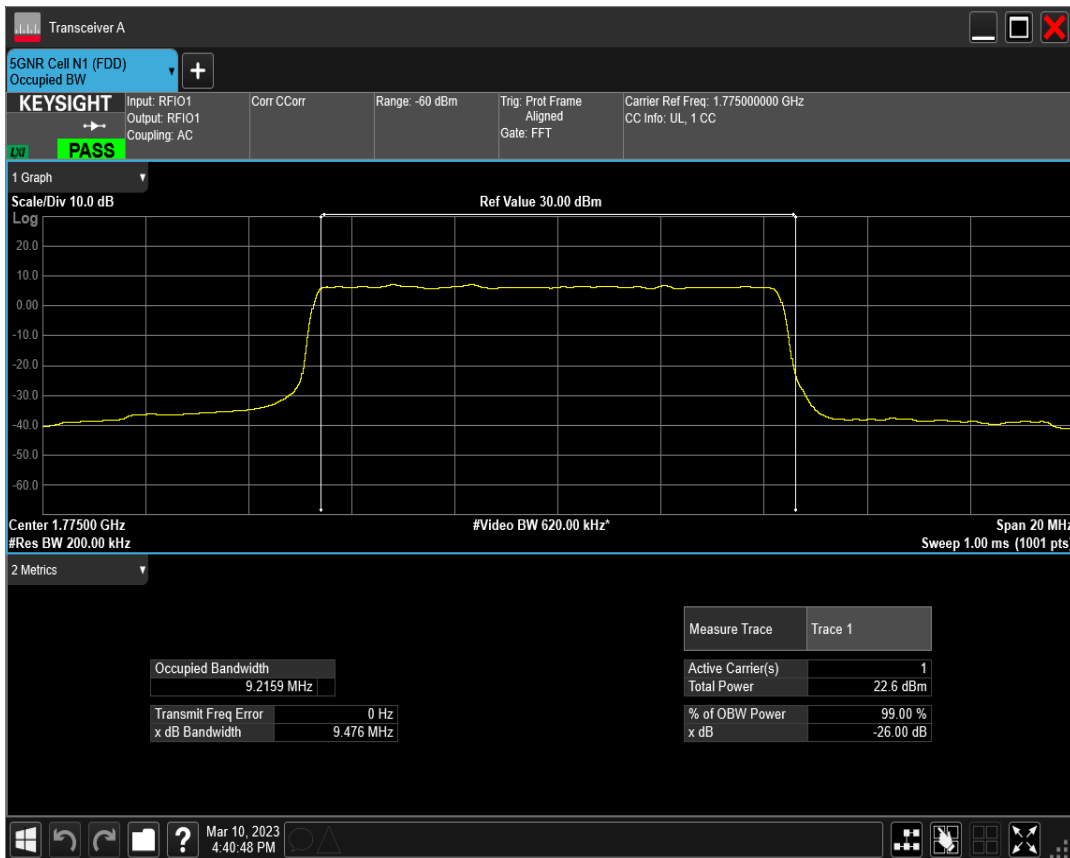 Transceiver A
5GNR Cell N1 (FDD)
Occupied BW
+
KEYSIGHT
LXI
PASS
Input: RFIO1
Output: RFIO1
Coupling: AC
Corr CCorr
Range: -60 dBm
Trig: Prot Frame
Aligned
Gate: FFT
Carrier Ref Freq: 1.775000000 GHz
CC Info: UL, 1 CC
1 Graph
Scale/Div 10.0 dB
Ref Value 30.00 dBm
Log
20.0
10.0
0.00
-10.0
-20.0
-30.0
-40.0
-50.0
-60.0
Center 1.77500 GHz
#Video BW 620.00 kHz*
Span 20 MHz
#Res BW 200.00 kHz
Sweep 1.00 ms (1001 pts)
2 Metrics
Measure Trace Trace 1
Occupied Bandwidth
9.2159 MHz
Active Carrier(s) 1
Total Power 22.6 dBm
Transmit Freq Error 0 Hz
x dB Bandwidth 9.476 MHz
% of OBW Power 99.00 %
x dB -26.00 dB
?
Mar 10, 2023
4:40:48 PM